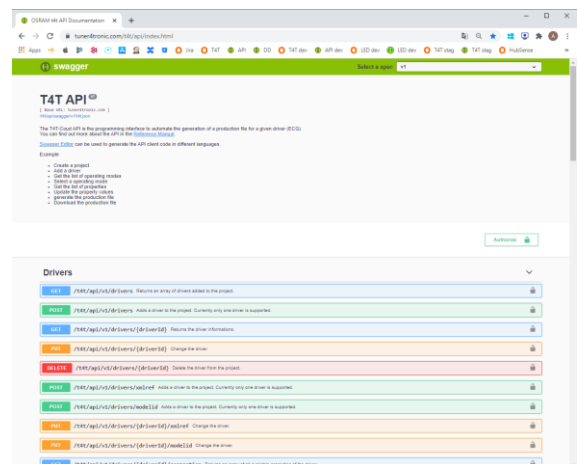 OSRAM t4t API Documentation
tuner4tronic.com/t4t/api/index.html
Apps Jira T4T API DD T4T dev API dev LED dev LED dev T4T stag T4T stag HubSense
swagger Select a spec v1
T4T API
[ Base URL: tuner4tronic.com ]
The T4T-Cloud API is the programming interface to automate the generation of a production file for a given driver (ECG).
You can find out more about the API in the Reference Manual.
Swagger Editor can be used to generate the API client code in different languages.
Example
Create a project
Add a driver
Get the list of operating modes
Select a operating mode
Get the list of properties
Update the property values
generate the production file
Download the production file
Authorize
Drivers
GET /t4t/api/v1/drivers Returns an array of drivers added to the project.
POST /t4t/api/v1/drivers Adds a driver to the project. Currently only one driver is supported.
GET /t4t/api/v1/drivers/{driverId} Returns the driver informations.
PUT /t4t/api/v1/drivers/{driverId} Change the driver.
DELETE /t4t/api/v1/drivers/{driverId} Delete the driver from the project.
POST /t4t/api/v1/drivers/xmlref Adds a driver to the project. Currently only one driver is supported.
POST /t4t/api/v1/drivers/modelid Adds a driver to the project. Currently only one driver is supported.
PUT /t4t/api/v1/drivers/{driverId}/xmlref Change the driver.
PUT /t4t/api/v1/drivers/{driverId}/modelid Change the driver.